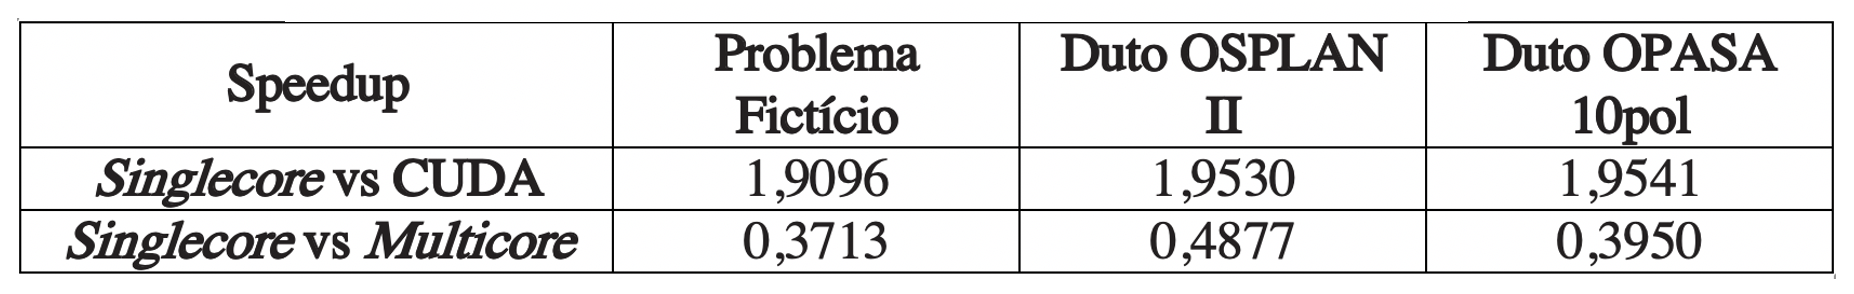 Speedup
Problema
Fictício
Duto OSPLAN
II
Duto OPASA
10pol
Singlecore vs CUDA 1,9096 1,9530 1,9541
Singlecore vs Multicore 0,3713 0,4877 0,3950